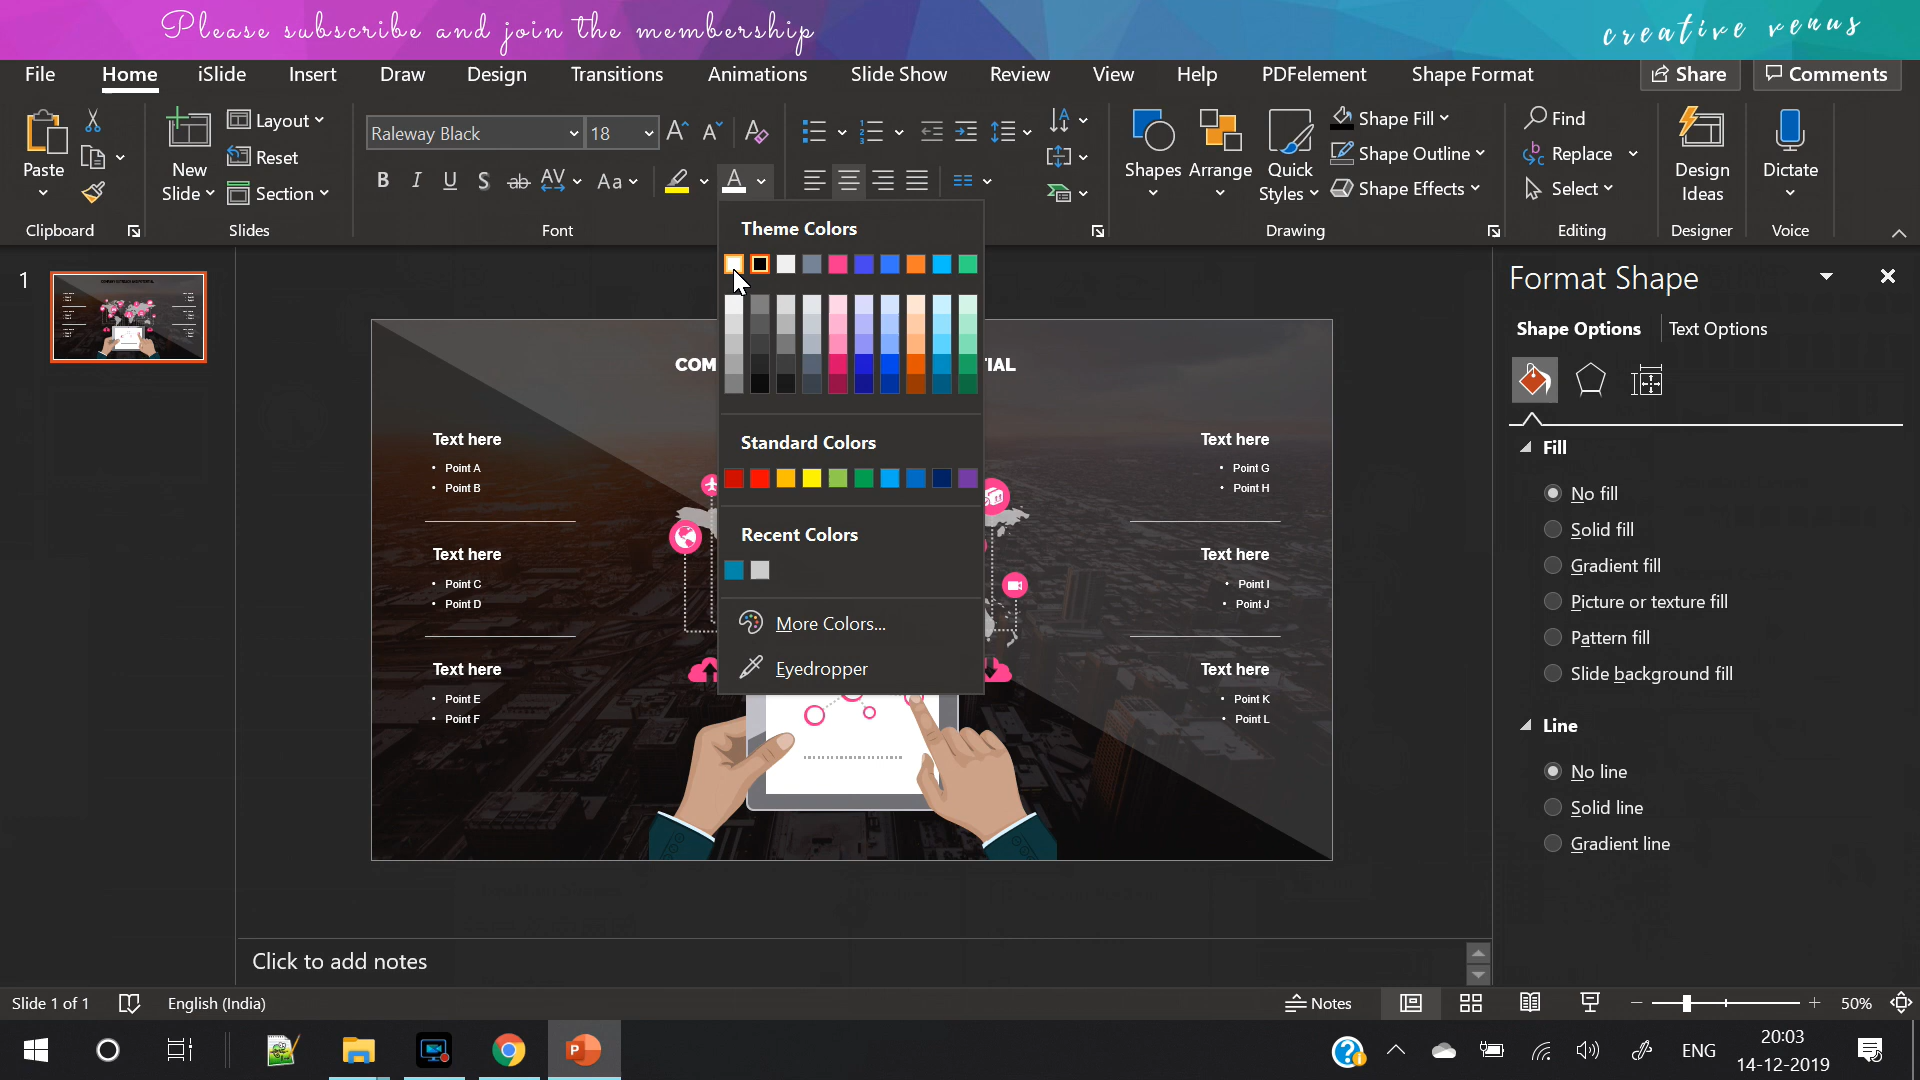 Please subscribe and join the membership
creative venus
File Home iSlide Insert Draw Design Transitions Animations Slide Show Review View Help PDFelement Shape Format Share Comments
Paste
Clipboard
New Slide
Layout
Reset
Section
Slides
Raleway Black 18
Font
Shapes Arrange Quick Styles
Shape Fill
Shape Outline
Shape Effects
Drawing
Find
Replace
Select
Editing
Design Ideas
Designer
Dictate
Voice
Theme Colors
Standard Colors
Recent Colors
More Colors...
Eyedropper
1
COM
TIAL
Text here
• Point A
• Point B
Text here
• Point C
• Point D
Text here
• Point E
• Point F
Text here
• Point G
• Point H
Text here
• Point I
• Point J
Text here
• Point K
• Point L
Format Shape
Shape Options Text Options
Fill
No fill
Solid fill
Gradient fill
Picture or texture fill
Pattern fill
Slide background fill
Line
No line
Solid line
Gradient line
Click to add notes
Slide 1 of 1 English (India) Notes 50%
ENG
20:03
14-12-2019